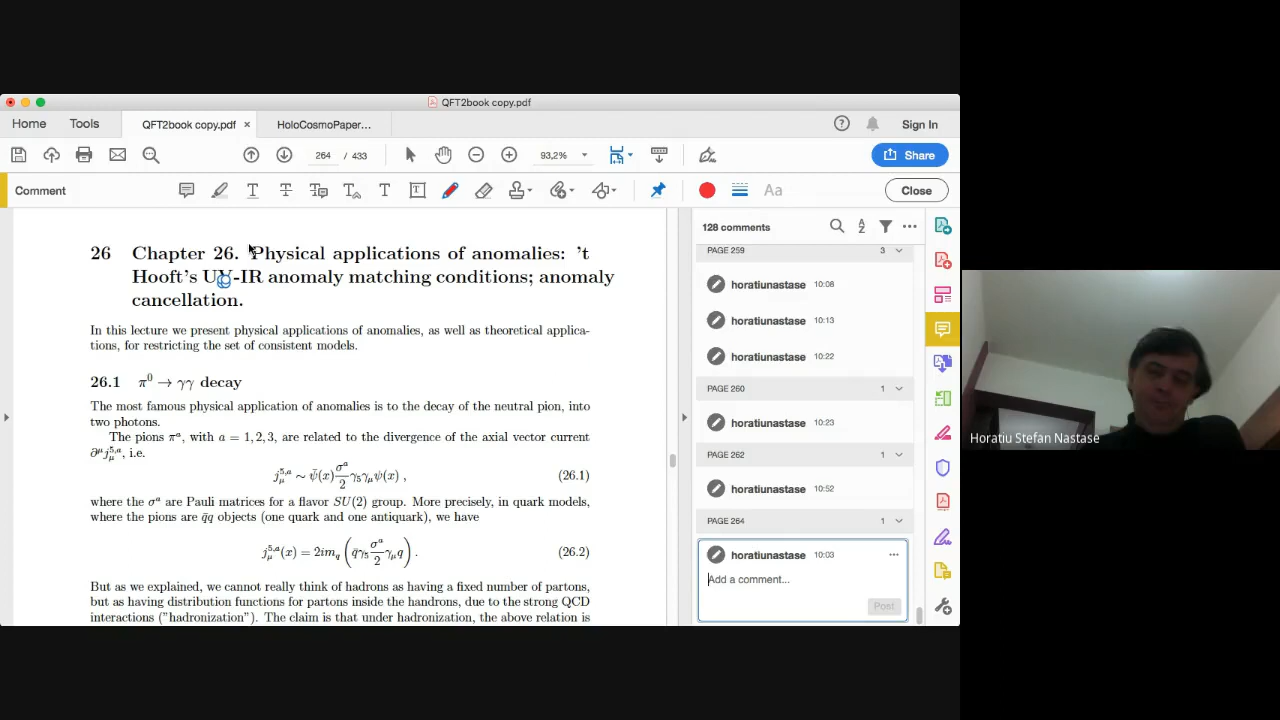 QFT2book copy.pdf
Home Tools QFT2book copy.pdf × HoloCosmoPaper... Sign In
264 / 433 93,2% Share
Comment Aa Close
128 comments
26 Chapter 26. Physical applications of anomalies: 't
Hooft's UV-IR anomaly matching conditions; anomaly
cancellation.
In this lecture we present physical applications of anomalies, as well as theoretical applica-
tions, for restricting the set of consistent models.
26.1 π⁰ → γγ decay
The most famous physical application of anomalies is to the decay of the neutral pion, into
two photons.
The pions πᵃ, with a = 1, 2, 3, are related to the divergence of the axial vector current
∂^μ j_μ^{5,a}, i.e.
j_μ^{5,a} ∼ ψ̄(x) σᵃ/2 γ₅γ_μψ(x) , (26.1)
where the σᵃ are Pauli matrices for a flavor SU(2) group. More precisely, in quark models,
where the pions are q̄q objects (one quark and one antiquark), we have
j_μ^{5,a}(x) = 2im_q (q̄γ₅ σᵃ/2 γ_μq) . (26.2)
But as we explained, we cannot really think of hadrons as having a fixed number of partons,
but as having distribution functions for partons inside the handrons, due to the strong QCD
interactions ("hadronization"). The claim is that under hadronization, the above relation is
PAGE 259 3
horatiunastase 10:08
horatiunastase 10:13
horatiunastase 10:22
PAGE 260 1
horatiunastase 10:23
PAGE 262 1
horatiunastase 10:52
PAGE 264 1
horatiunastase 10:03
Add a comment...
Post
Horatiu Stefan Nastase